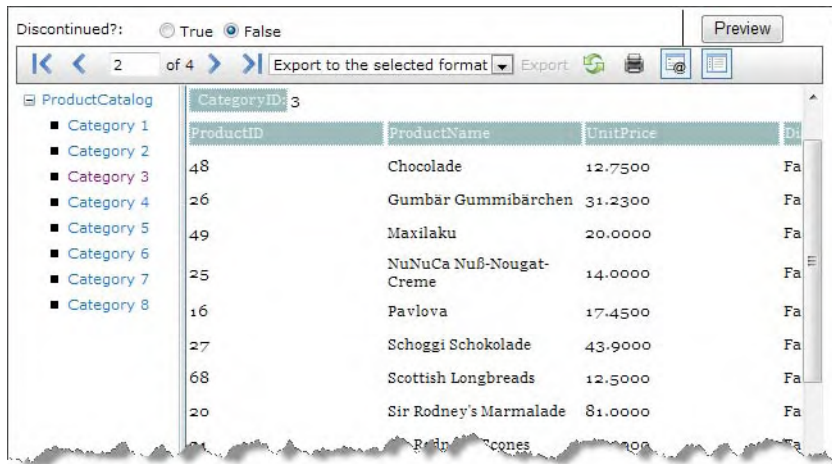 Discontinued?: True False Preview
2 of 4 Export to the selected format Export
ProductCatalog
Category 1
Category 2
Category 3
Category 4
Category 5
Category 6
Category 7
Category 8
CategoryID: 3
ProductID ProductName UnitPrice Di
48 Chocolade 12.7500 Fa
26 Gumbär Gummibärchen 31.2300 Fa
49 Maxilaku 20.0000 Fa
25 NuNuCa Nuß-Nougat-
Creme 14.0000 Fa
16 Pavlova 17.4500 Fa
27 Schoggi Schokolade 43.9000 Fa
68 Scottish Longbreads 12.5000 Fa
20 Sir Rodney's Marmalade 81.0000 Fa